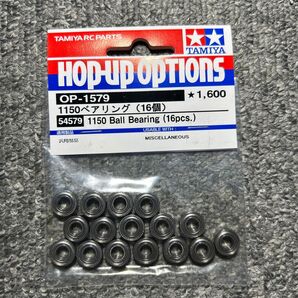 TAMIYA RC PARTS
TAMIYA
HOP-UP OPTIONS
OP-1579
★1,600
1150ベアリング(16個)
54579 1150 Ball Bearing (16pcs.)
USABLE WITH:
MISCELLANEOUS